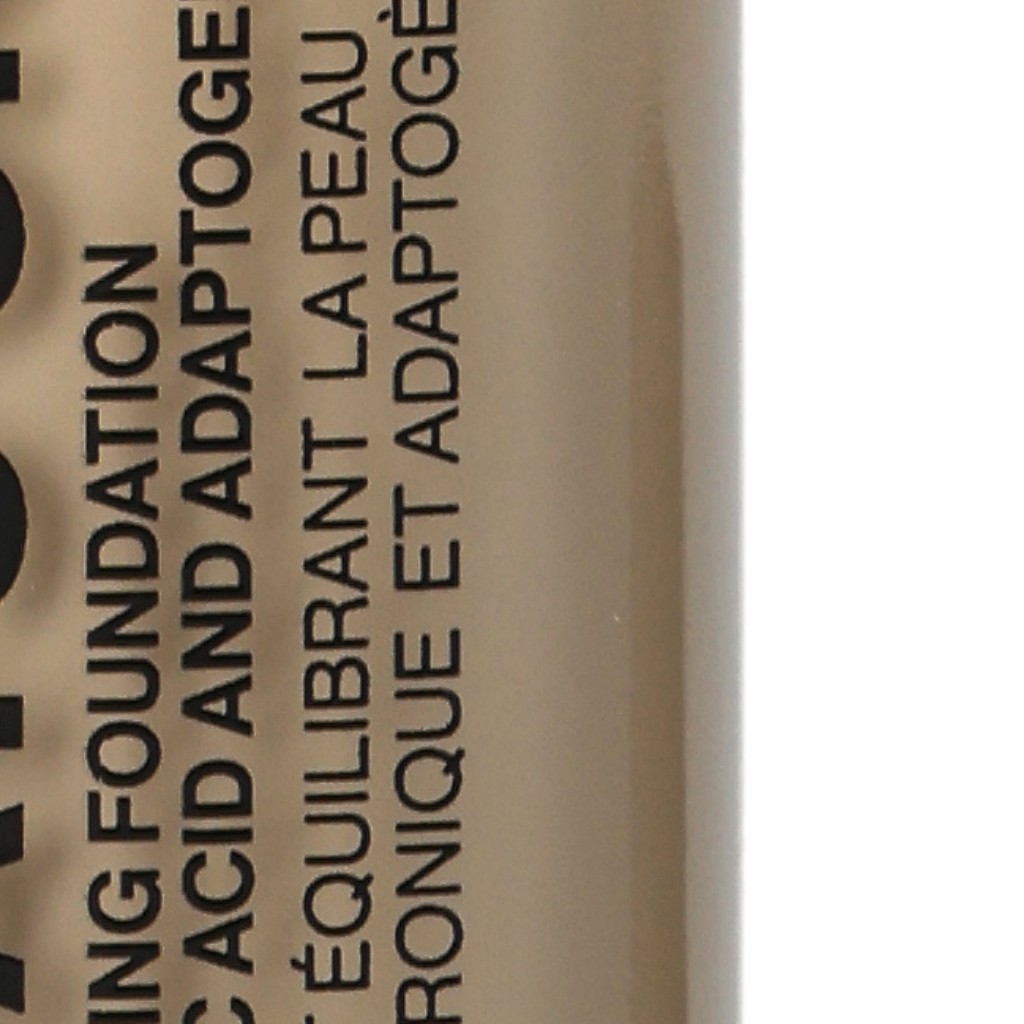 ING FOUNDATION
C ACID AND ADAPTOGE
ÉQUILIBRANT LA PEAU
RONIQUE ET ADAPTOGÈ